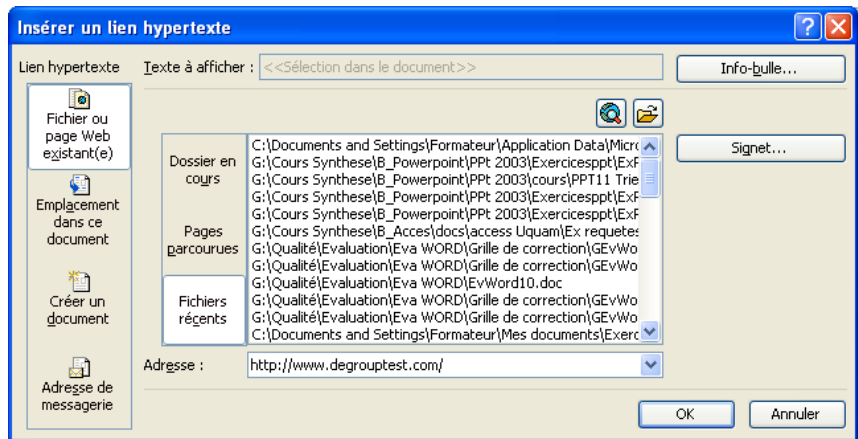 Insérer un lien hypertexte
Lien hypertexte
Texte à afficher : <<Sélection dans le document>>
Info-bulle...
Fichier ou
page Web
existant(e)
Emplacement
dans ce
document
Créer un
document
Adresse de
messagerie
Dossier en
cours
Pages
parcourues
Fichiers
récents
C:\Documents and Settings\Formateur\Application Data\Micro
G:\Cours Synthese\B_Powerpoint\PPt 2003\Exercicesppt\ExF
G:\Cours Synthese\B_Powerpoint\PPt 2003\cours\PPT11 Trie
G:\Cours Synthese\B_Powerpoint\PPt 2003\Exercicesppt\ExF
G:\Cours Synthese\B_Powerpoint\PPt 2003\Exercicesppt\ExF
G:\Cours Synthese\B_Acces\docs\access Uquam\Ex requetes
G:\Qualité\Evaluation\Eva WORD\Grille de correction\GEvWo
G:\Qualité\Evaluation\Eva WORD\Grille de correction\GEvWo
G:\Qualité\Evaluation\Eva WORD\EvWord10.doc
G:\Qualité\Evaluation\Eva WORD\Grille de correction\GEvWo
G:\Qualité\Evaluation\Eva WORD\Grille de correction\GEvWo
C:\Documents and Settings\Formateur\Mes documents\Exerc
Signet...
Adresse : http://www.degrouptest.com/
OK
Annuler